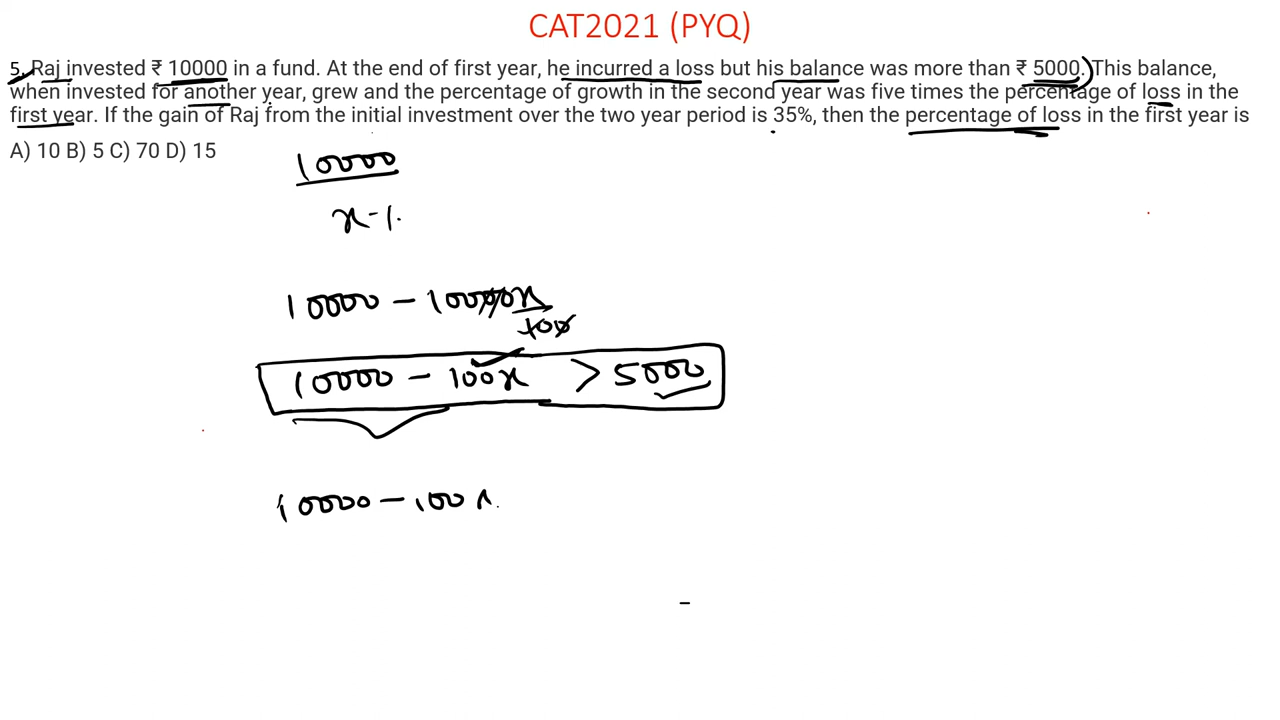 CAT2021 (PYQ)
5. Raj invested ₹ 10000 in a fund. At the end of first year, he incurred a loss but his balance was more than ₹ 5000. This balance,
when invested for another year, grew and the percentage of growth in the second year was five times the percentage of loss in the
first year. If the gain of Raj from the initial investment over the two year period is 35%, then the percentage of loss in the first year is
A) 10 B) 5 C) 70 D) 15
10000
x-%
10000 - 10000x
100
10000 - 100x > 5000
10000 - 100x